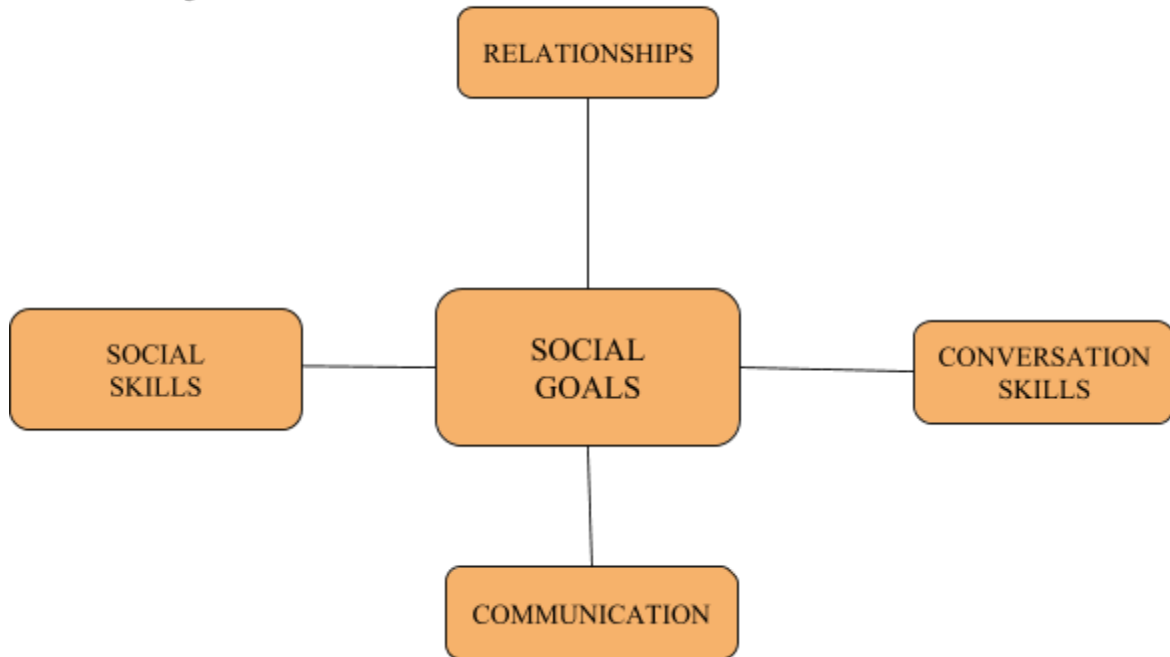 RELATIONSHIPS
SOCIAL
SKILLS
SOCIAL
GOALS
CONVERSATION
SKILLS
COMMUNICATION